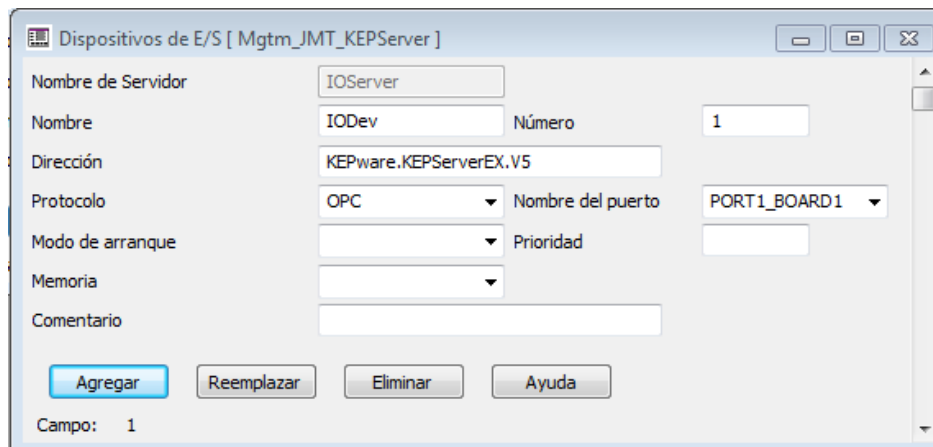 Dispositivos de E/S [ Mgtm_JMT_KEPServer ]
Nombre de Servidor IOServer
Nombre IODev Número 1
Dirección KEPware.KEPServerEX.V5
Protocolo OPC Nombre del puerto PORT1_BOARD1
Modo de arranque Prioridad
Memoria
Comentario
Agregar Reemplazar Eliminar Ayuda
Campo: 1